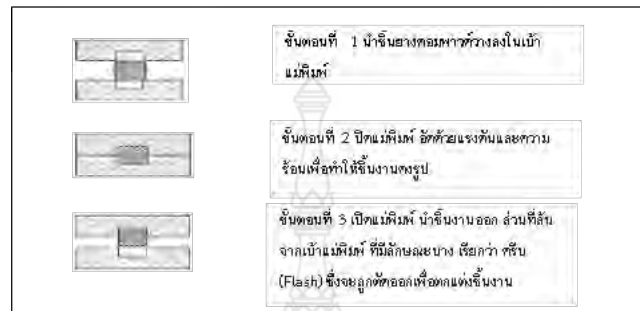 ขั้นตอนที่ 1 นำชิ้นยางคอมพาวด์วางลงในเบ้า
แม่พิมพ์
ขั้นตอนที่ 2 ปิดแม่พิมพ์ อัดด้วยแรงดันและความ
ร้อนเพื่อทำให้ชิ้นงานคงรูป
ขั้นตอนที่ 3 เปิดแม่พิมพ์ นำชิ้นงานออก ส่วนที่ล้น
จากเบ้าแม่พิมพ์ ที่มีลักษณะบาง เรียกว่า ครีบ
(Flash) ซึ่งจะถูกตัดออกเพื่อตกแต่งชิ้นงาน